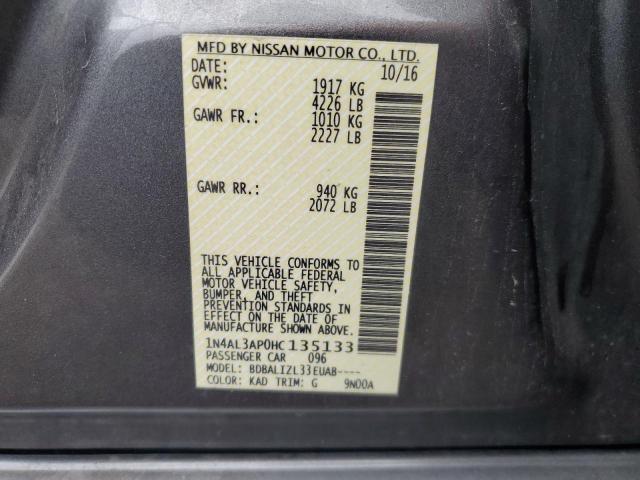 MFD BY NISSAN MOTOR CO., LTD.
DATE: 10/16
GVWR: 1917 KG
4226 LB
GAWR FR.: 1010 KG
2227 LB
GAWR RR.: 940 KG
2072 LB
THIS VEHICLE CONFORMS TO
ALL APPLICABLE FEDERAL
MOTOR VEHICLE SAFETY,
BUMPER, AND THEFT
PREVENTION STANDARDS IN
EFFECT ON THE DATE OF
MANUFACTURE SHOWN ABOVE.
1N4AL3AP0HC135133
PASSENGER CAR 096
MODEL: BDBALIZL33EUAB----
COLOR: KAD TRIM: G 9N00A